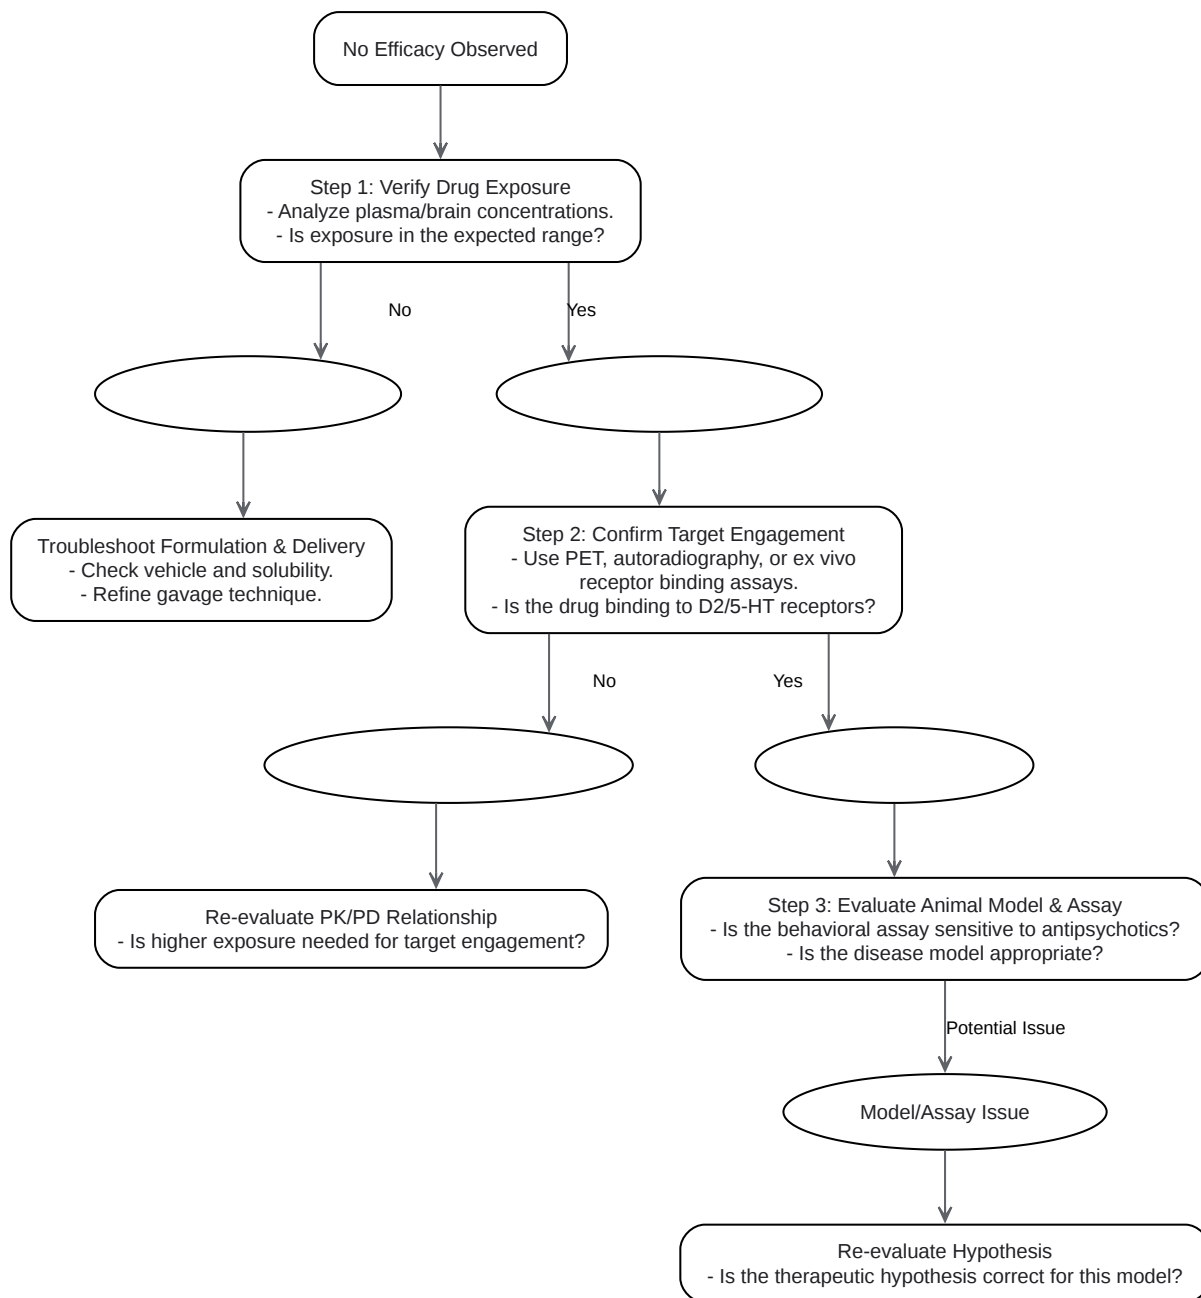 No Efficacy Observed
Step 1: Verify Drug Exposure
- Analyze plasma/brain concentrations.
- Is exposure in the expected range?
No
Yes
Troubleshoot Formulation & Delivery
- Check vehicle and solubility.
- Refine gavage technique.
Step 2: Confirm Target Engagement
- Use PET, autoradiography, or ex vivo
receptor binding assays.
- Is the drug binding to D2/5-HT receptors?
No
Yes
Re-evaluate PK/PD Relationship
- Is higher exposure needed for target engagement?
Step 3: Evaluate Animal Model & Assay
- Is the behavioral assay sensitive to antipsychotics?
- Is the disease model appropriate?
Potential Issue
Model/Assay Issue
Re-evaluate Hypothesis
- Is the therapeutic hypothesis correct for this model?